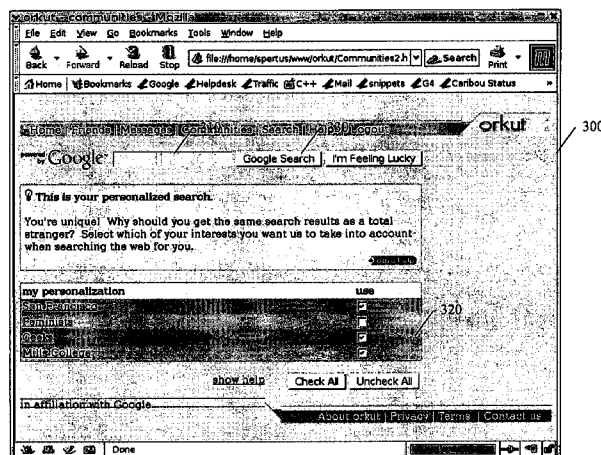 orkut - communities - Mozilla
File Edit View Go Bookmarks Tools Window Help
Back Forward Reload Stop file:///home/spertus/www/orkut/Communities2.h Search Print
Home Bookmarks Google Helpdesk Traffic C++ Mail snippets G4 Caribou Status »
Home | Friends | Messages | Communities | Search | Help | Logout orkut
300
powered by Google Google Search I'm Feeling Lucky
This is your personalized search.
You're unique! Why should you get the same search results as a total
stranger? Select which of your interests you want us to take into account
when searching the web for you.
my personalization use
San Francisco
320
Feminists
Geeks
Mills College
show help Check All Uncheck All
in affiliation with Google
About orkut | Privacy | Terms | Contact us
Done